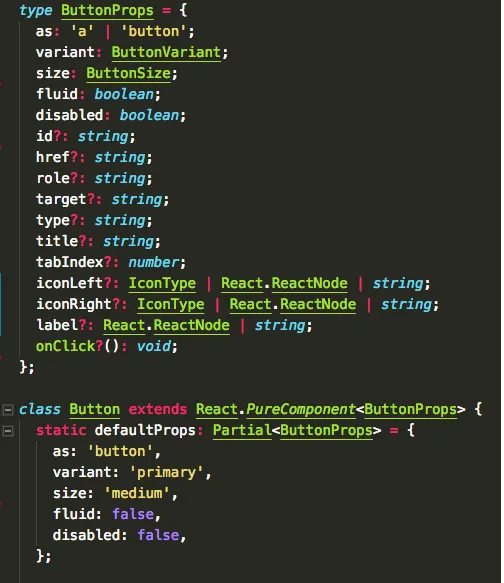 type ButtonProps = {
  as: 'a' | 'button';
  variant: ButtonVariant;
  size: ButtonSize;
  fluid: boolean;
  disabled: boolean;
  id?: string;
  href?: string;
  role?: string;
  target?: string;
  type?: string;
  title?: string;
  tabIndex?: number;
  iconLeft?: IconType | React.ReactNode | string;
  iconRight?: IconType | React.ReactNode | string;
  label?: React.ReactNode | string;
  onClick?(): void;
};

class Button extends React.PureComponent<ButtonProps> {
  static defaultProps: Partial<ButtonProps> = {
    as: 'button',
    variant: 'primary',
    size: 'medium',
    fluid: false,
    disabled: false,
  };